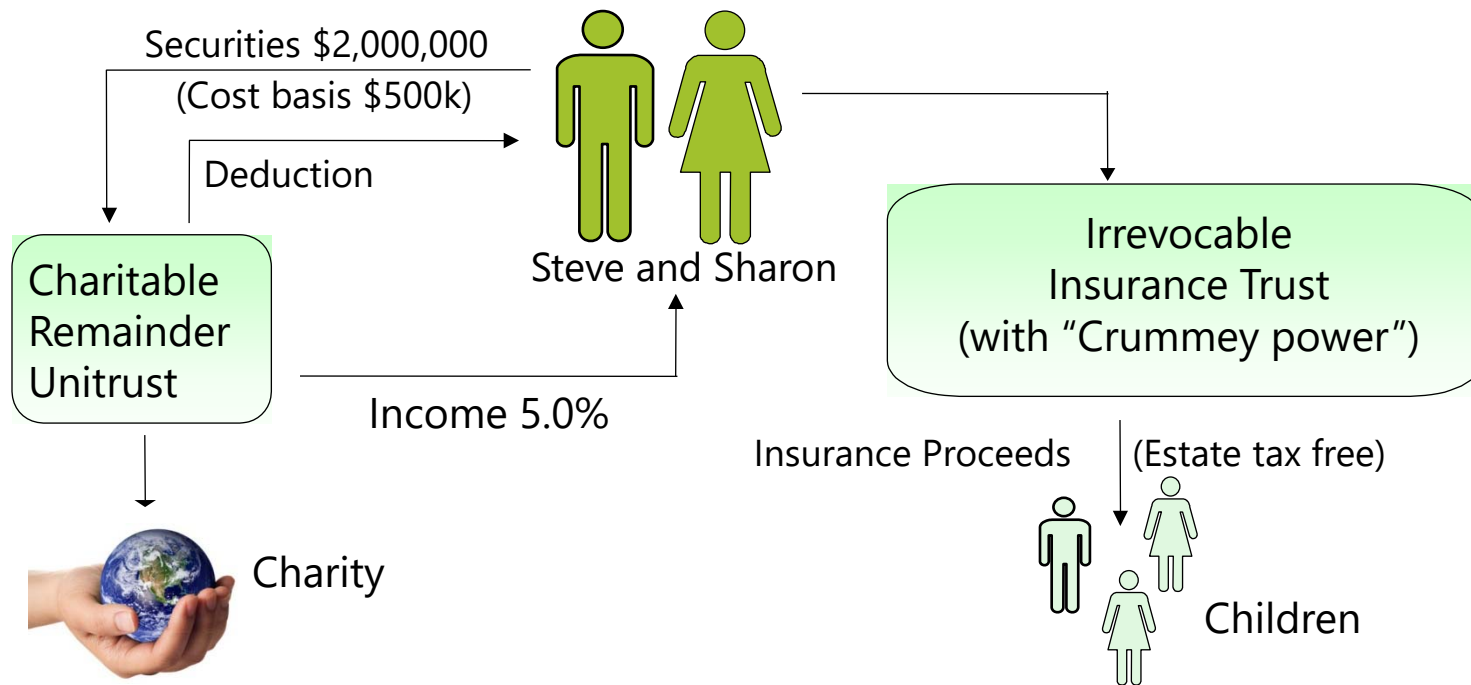 Securities $2,000,000
(Cost basis $500k)
Deduction
Steve and Sharon
Charitable
Remainder
Unitrust
Income 5.0%
Charity
Irrevocable
Insurance Trust
(with “Crummey power”)
Insurance Proceeds
(Estate tax free)
Children